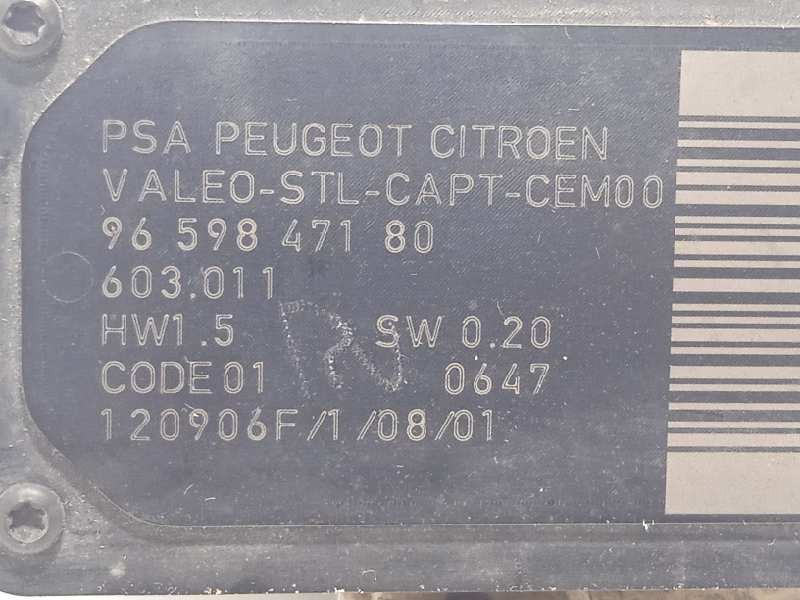 PSA PEUGEOT CITROEN
VALEO-STL-CAPT-CEM00
96 598 471 80
603.011
HW1.5 SW 0.20
CODE01 0647
120906F/1/08/01